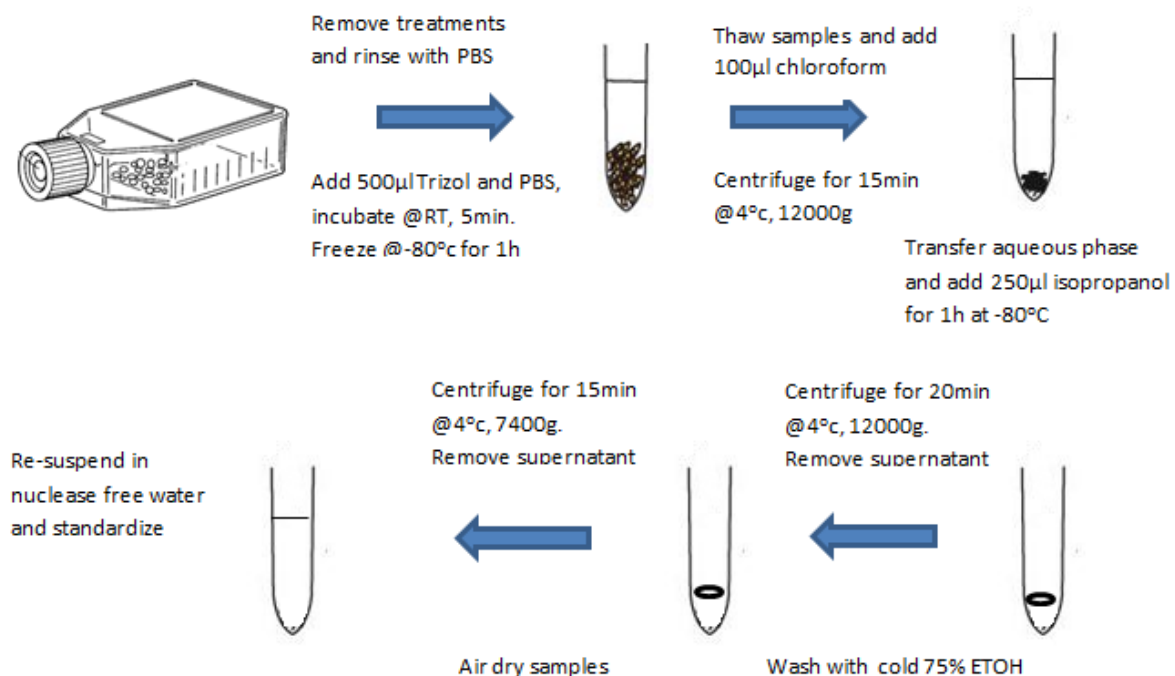 Remove treatments
and rinse with PBS
Add 500µl Trizol and PBS,
incubate @RT, 5min.
Freeze @-80°c for 1h
Thaw samples and add
100µl chloroform
Centrifuge for 15min
@4°c, 12000g
Transfer aqueous phase
and add 250µl isopropanol
for 1h at -80°C
Centrifuge for 20min
@4°c, 12000g.
Remove supernatant
Wash with cold 75% ETOH
Centrifuge for 15min
@4°c, 7400g.
Remove supernatant
Air dry samples
Re-suspend in
nuclease free water
and standardize